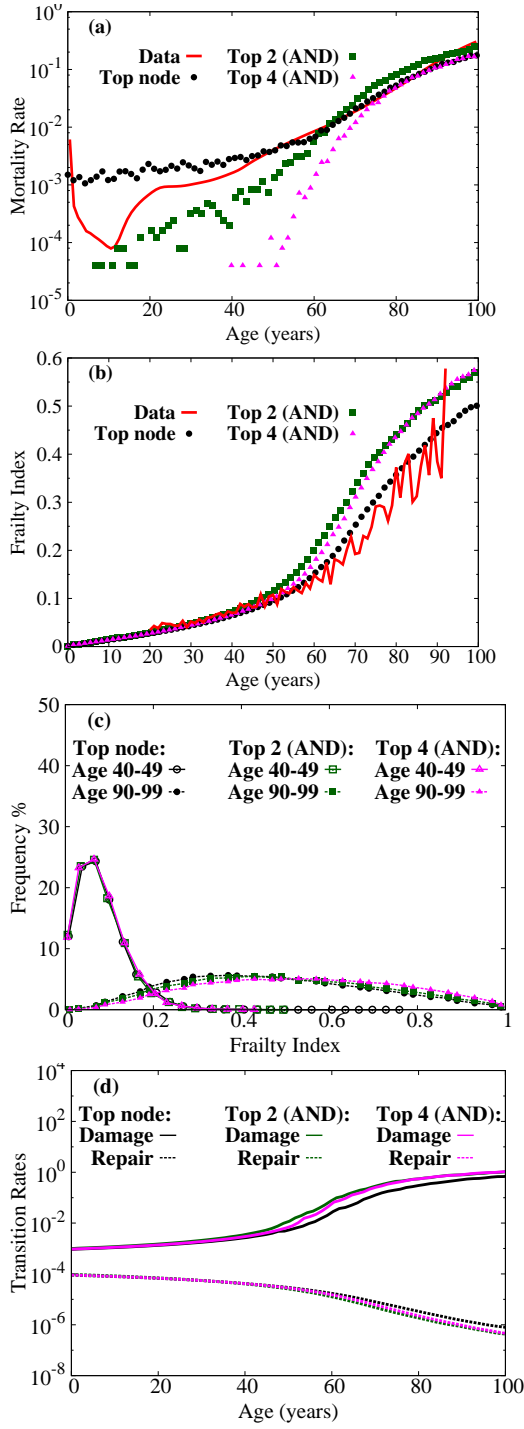 (a)
Data Top 2 (AND)
Top node Top 4 (AND)
Mortality Rate
10^0
10^-1
10^-2
10^-3
10^-4
10^-5
0 20 40 60 80 100
Age (years)
(b)
Data Top 2 (AND)
Top node Top 4 (AND)
Frailty Index
0.6
0.5
0.4
0.3
0.2
0.1
0
0 10 20 30 40 50 60 70 80 90 100
Age (years)
(c)
Top node: Top 2 (AND): Top 4 (AND):
Age 40-49 Age 40-49 Age 40-49
Age 90-99 Age 90-99 Age 90-99
Frequency %
50
40
30
20
10
0
0 0.2 0.4 0.6 0.8 1
Frailty Index
(d)
Top node: Top 2 (AND): Top 4 (AND):
Damage Damage Damage
Repair Repair Repair
Transition Rates
10^4
10^2
10^0
10^-2
10^-4
10^-6
10^-8
0 20 40 60 80 100
Age (years)